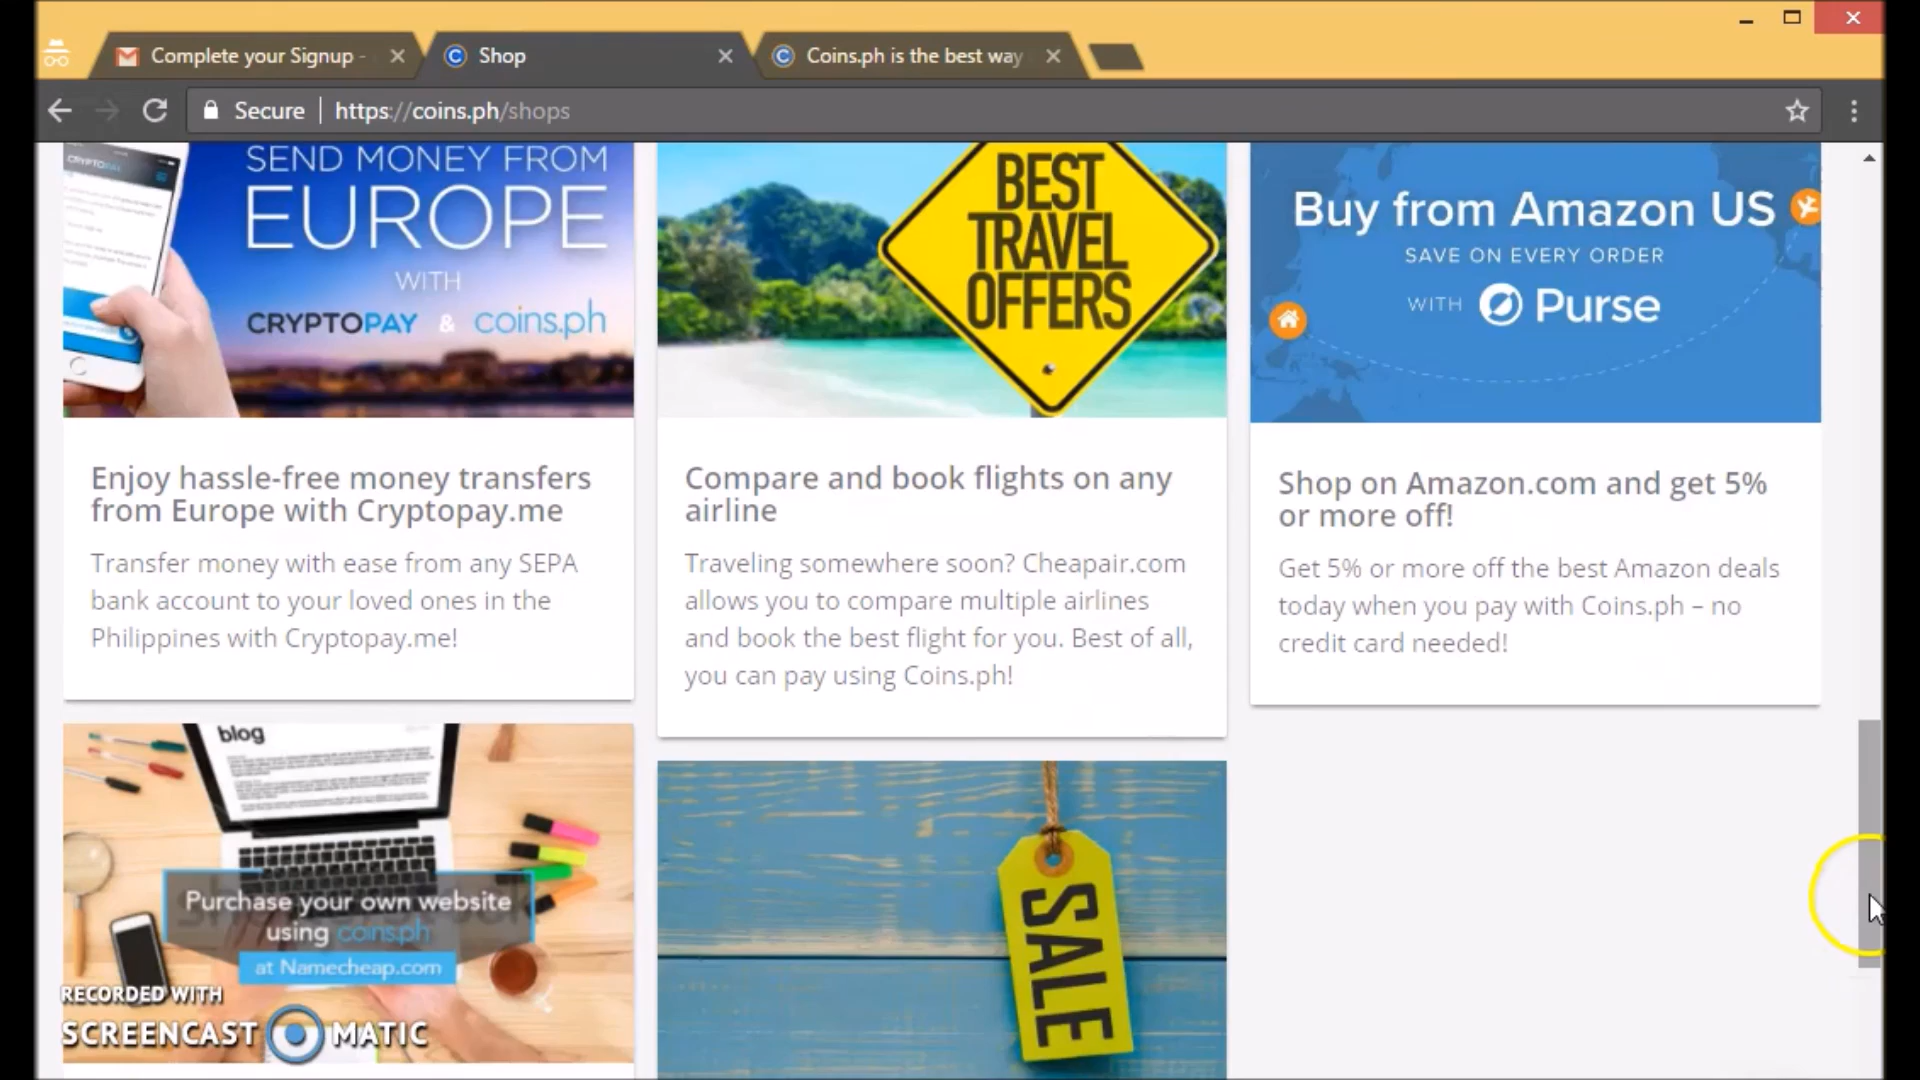 Complete your Signup -
Shop
Coins.ph is the best way
Secure
https://coins.ph/shops
CRYPTOPAY
SEND MONEY FROM
EUROPE
WITH
CRYPTOPAY & coins.ph
BEST
TRAVEL
OFFERS
Buy from Amazon US
SAVE ON EVERY ORDER
WITH Purse
Enjoy hassle-free money transfers
from Europe with Cryptopay.me
Transfer money with ease from any SEPA
bank account to your loved ones in the
Philippines with Cryptopay.me!
Compare and book flights on any
airline
Traveling somewhere soon? Cheapair.com
allows you to compare multiple airlines
and book the best flight for you. Best of all,
you can pay using Coins.ph!
Shop on Amazon.com and get 5%
or more off!
Get 5% or more off the best Amazon deals
today when you pay with Coins.ph – no
credit card needed!
blog
Purchase your own website
using coins.ph
at Namecheap.com
SALE
RECORDED WITH
SCREENCAST MATIC